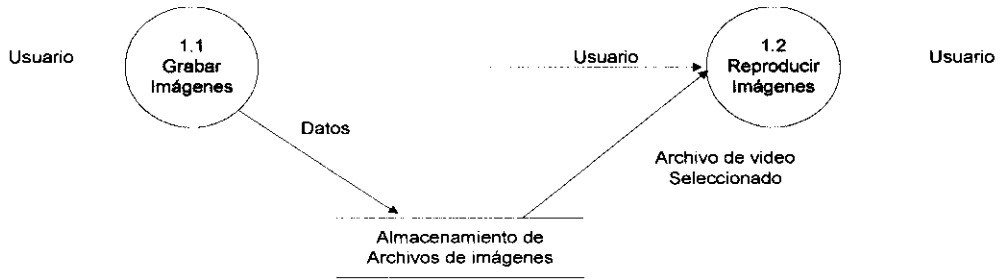 Usuario
1.1
Grabar
Imágenes
Usuario
1.2
Reproducir
Imágenes
Usuario
Datos
Archivo de video
Seleccionado
Almacenamiento de
Archivos de imágenes